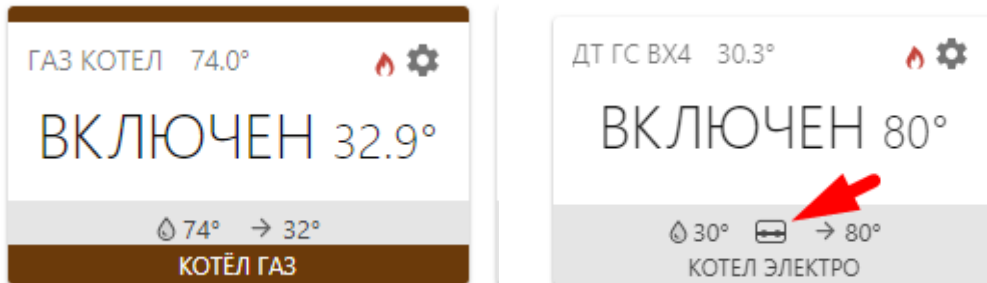 ГАЗ КОТЕЛ 74.0°
ВКЛЮЧЕН 32.9°
74° → 32°
КОТЁЛ ГАЗ
ДТ ГС ВХ4 30.3°
ВКЛЮЧЕН 80°
30° → 80°
КОТЕЛ ЭЛЕКТРО